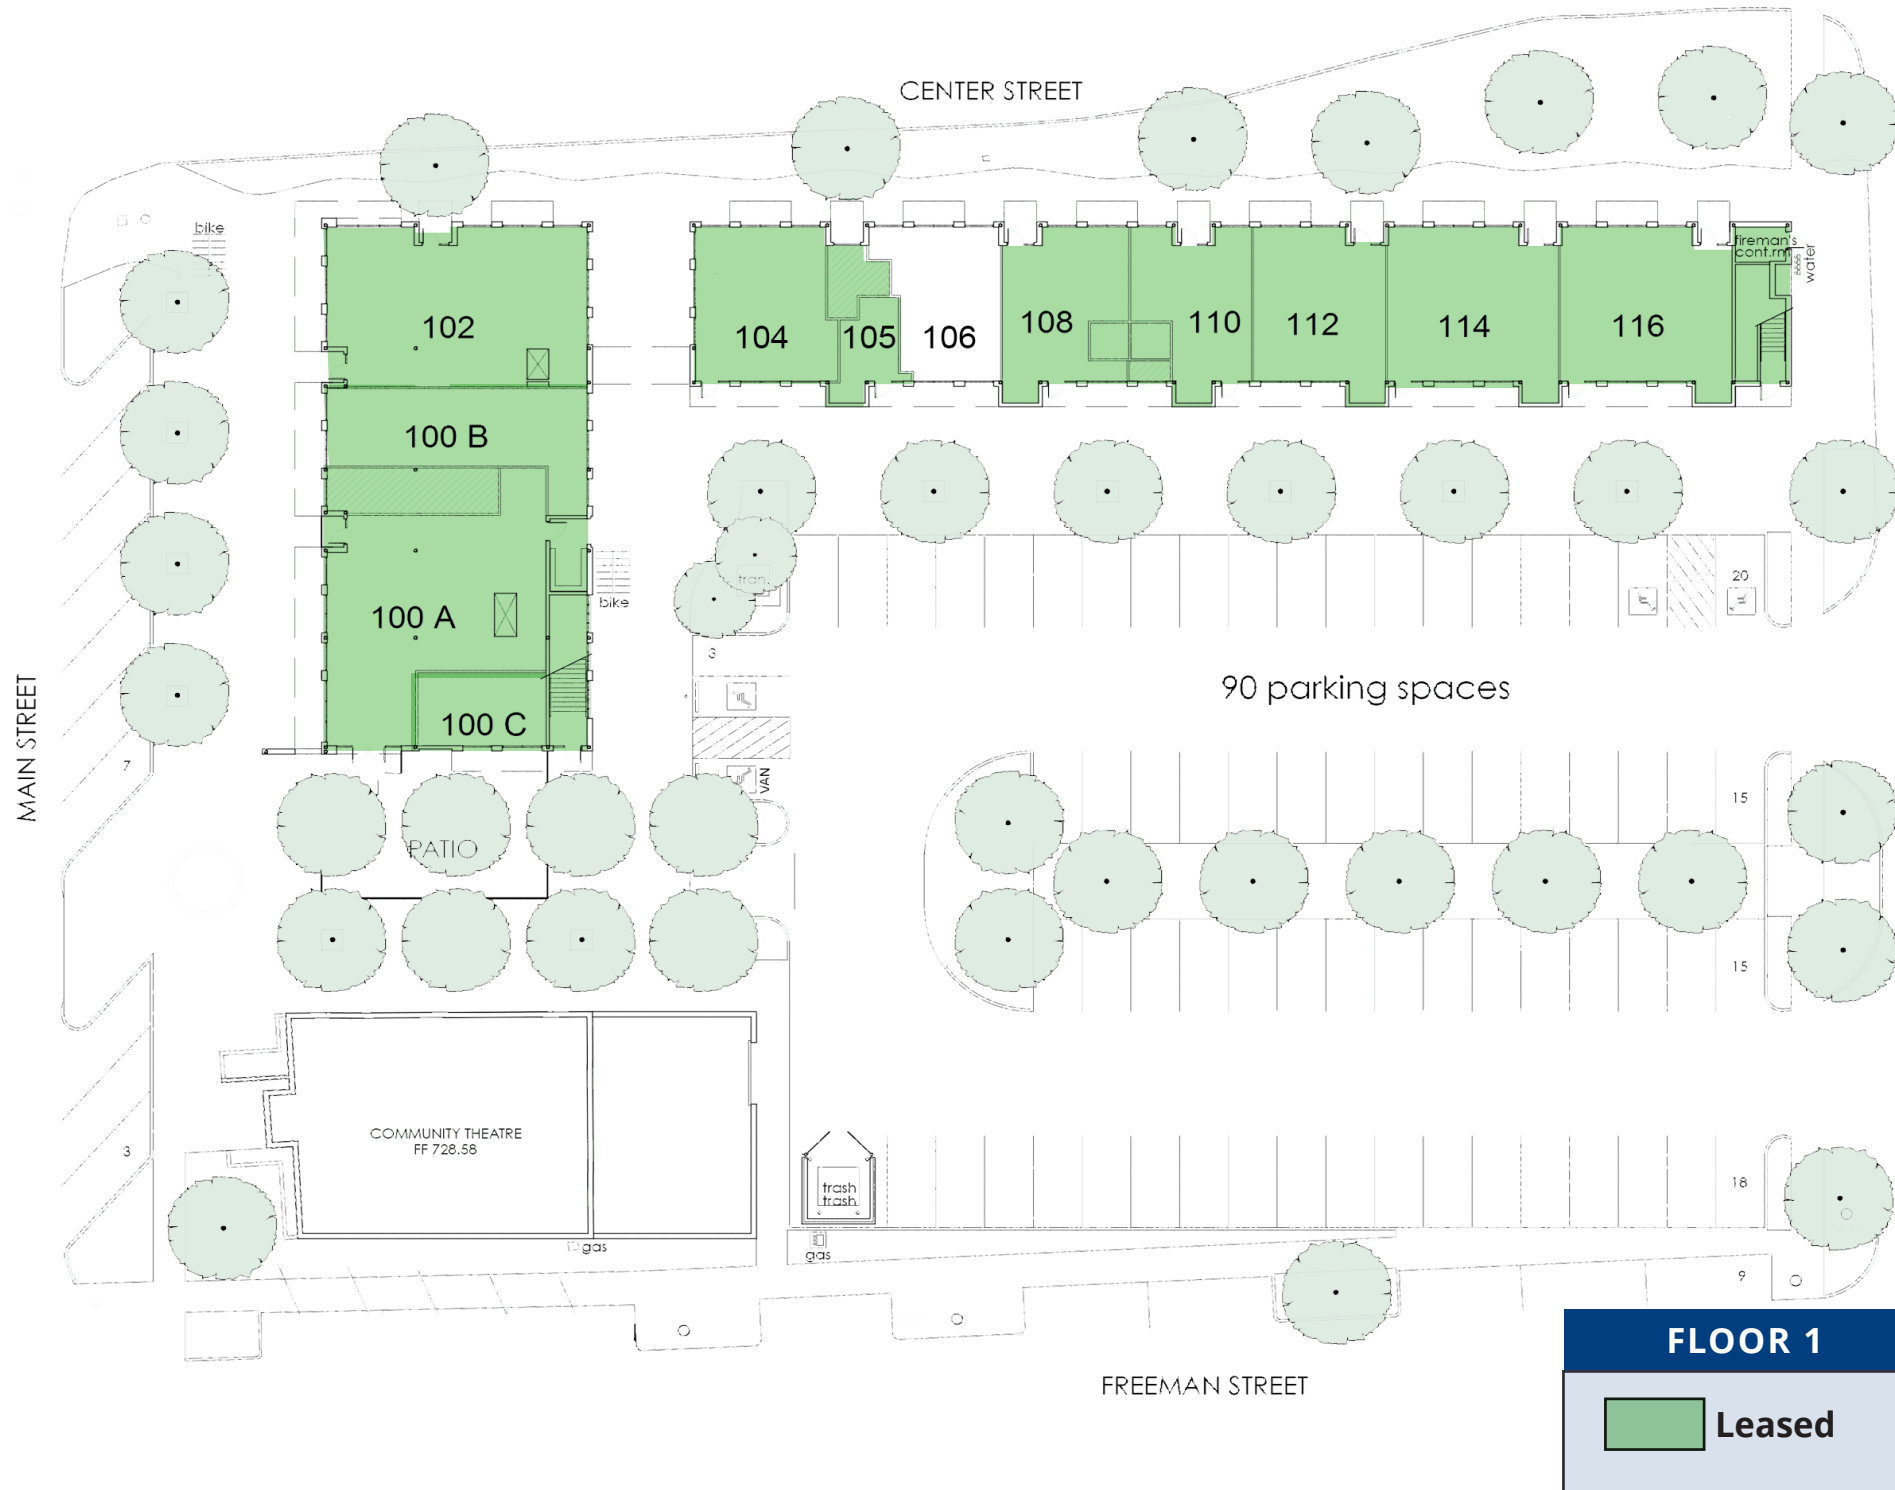 CENTER STREET
bike
fireman's
cont.rm
water
102
104
105
106
108
110
112
114
116
100 B
bike
tran.
20
100 A
3
90 parking spaces
MAIN STREET
100 C
7
VAN
15
PATIO
15
COMMUNITY THEATRE
FF 728.58
3
trash
trash
18
gas
gas
9
FREEMAN STREET
FLOOR 1
Leased